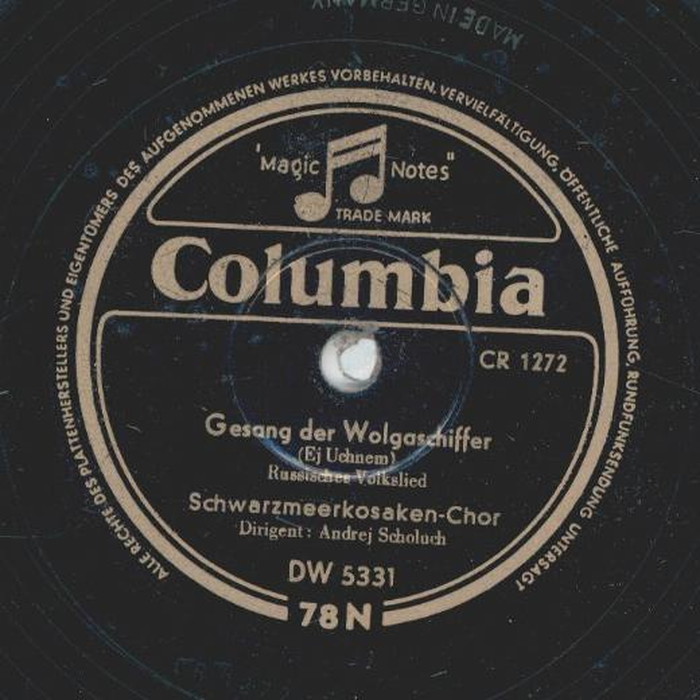 MADE IN GERMANY
ALLE RECHTE DES PLATTENHERSTELLERS UND EIGENTÜMERS DES AUFGENOMMENEN WERKES VORBEHALTEN. VERVIELFÄLTIGUNG, ÖFFENTLICHE AUFFÜHRUNG, RUNDFUNKSENDUNG UNTERSAGT
"Magic Notes"
TRADE MARK
Columbia
CR 1272
Gesang der Wolgaschiffer
(Ej Uchnem)
Russisches Volkslied
Schwarzmeerkosaken-Chor
Dirigent: Andrej Scholuch
DW 5331
78 N